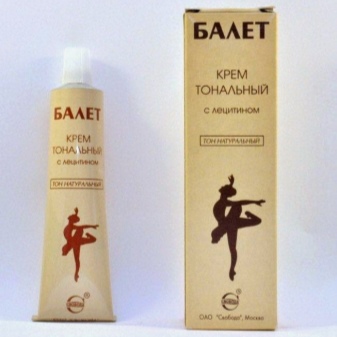 БАЛЕТ
КРЕМ
ТОНАЛЬНЫЙ
с лецитином
ТОН НАТУРАЛЬНЫЙ
®
БАЛЕТ
КРЕМ
ТОНАЛЬНЫЙ
с лецитином
ТОН НАТУРАЛЬНЫЙ
®
ОАО "Свобода", Москва